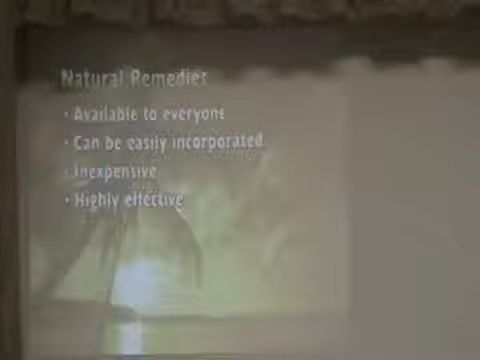 Natural Remedies
• Available to everyone
• Can be easily incorporated
• Inexpensive
• Highly effective